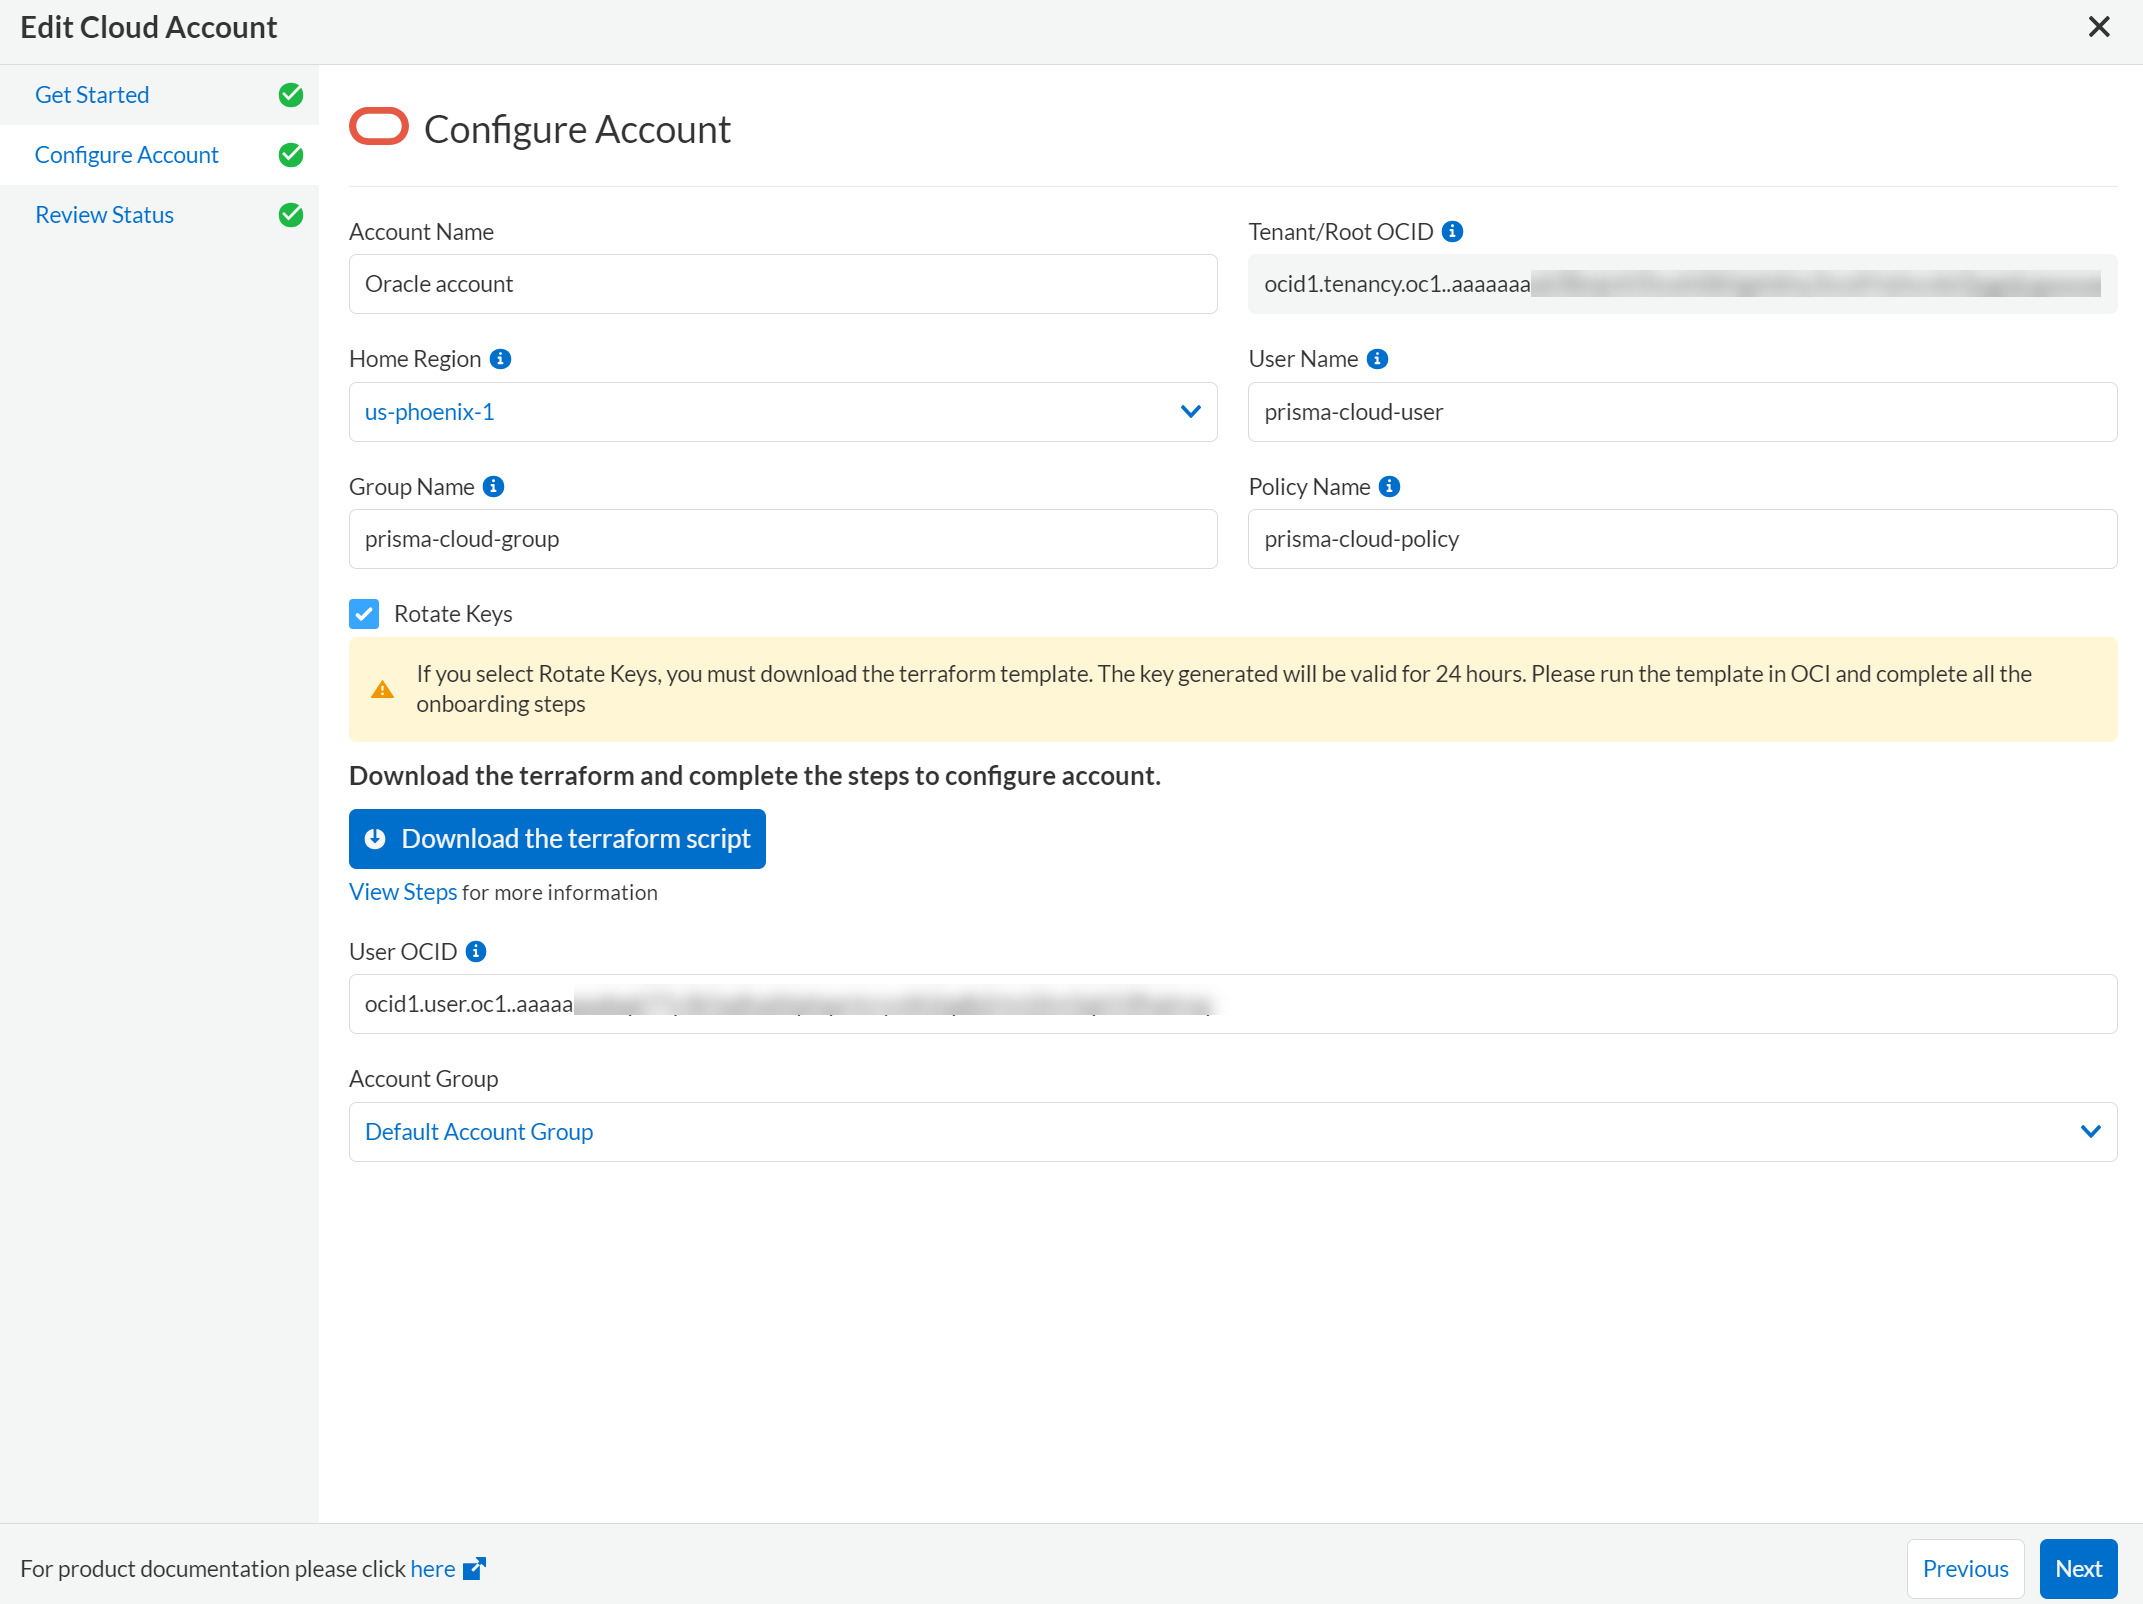 Edit Cloud Account
Get Started
Configure Account
Review Status
Configure Account
Account Name
Tenant/Root OCID
Oracle account
ocid1.tenancy.oc1..aaaaaaa
Home Region
User Name
us-phoenix-1
prisma-cloud-user
Group Name
Policy Name
prisma-cloud-group
prisma-cloud-policy
Rotate Keys
If you select Rotate Keys, you must download the terraform template. The key generated will be valid for 24 hours. Please run the template in OCI and complete all the
onboarding steps
Download the terraform and complete the steps to configure account.
Download the terraform script
View Steps for more information
User OCID
ocid1.user.oc1..aaaaa
Account Group
Default Account Group
For product documentation please click here
Previous
Next